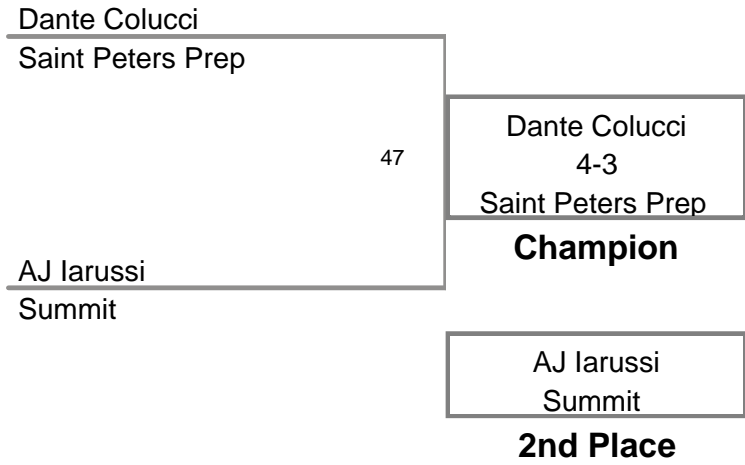 Dante Colucci
Saint Peters Prep
47
Dante Colucci
4-3
Saint Peters Prep
Champion
AJ Iarussi
Summit
AJ Iarussi
Summit
2nd Place